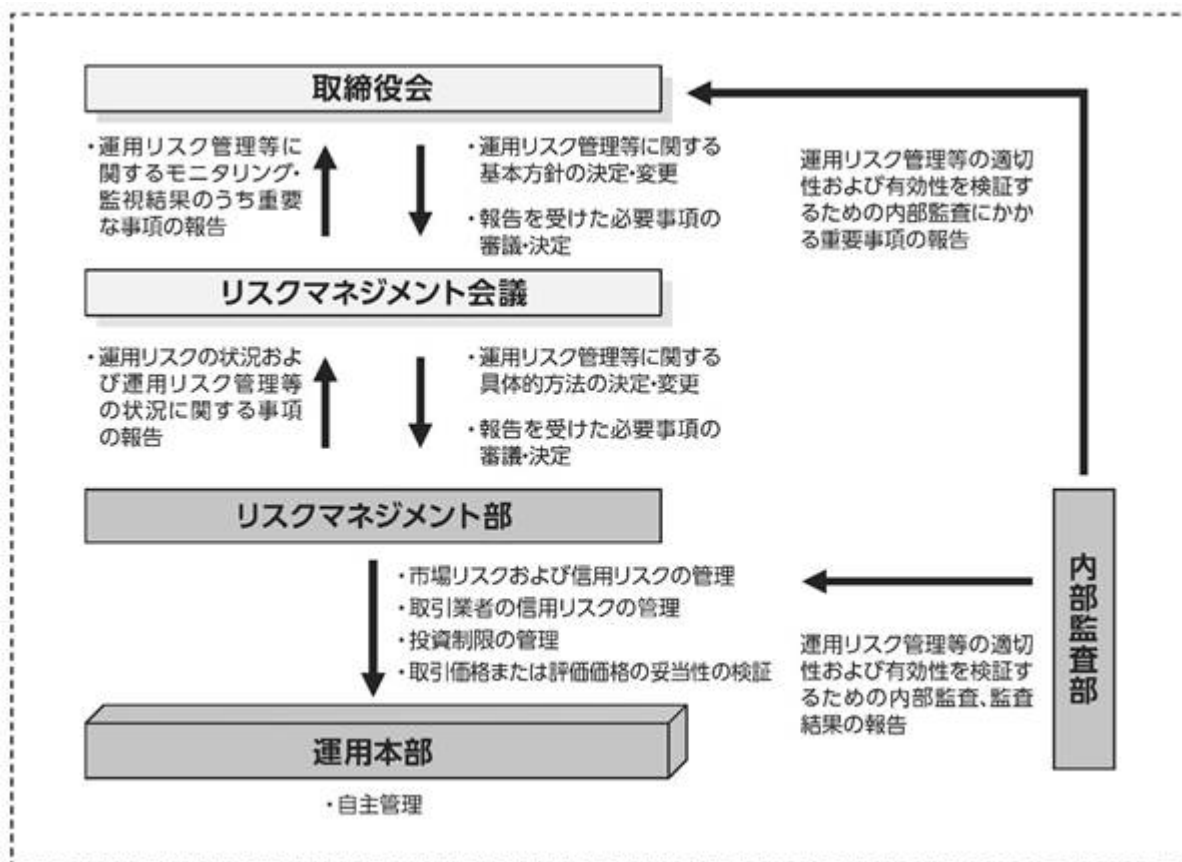 取締役会
・運用リスク管理等に
関するモニタリング・
監視結果のうち重要
な事項の報告
・運用リスク管理等に関する
基本方針の決定・変更
・報告を受けた必要事項の
審議・決定
運用リスク管理等の適切
性および有効性を検証す
るための内部監査にかか
る重要事項の報告
リスクマネジメント会議
・運用リスクの状況およ
び運用リスク管理等
の状況に関する事項
の報告
・運用リスク管理等に関する
具体的方法の決定・変更
・報告を受けた必要事項の
審議・決定
リスクマネジメント部
・市場リスクおよび信用リスクの管理
・取引業者の信用リスクの管理
・投資制限の管理
・取引価格または評価価格の妥当性の検証
運用リスク管理等の適切
性および有効性を検証す
るための内部監査、監査
結果の報告
内部監査部
運用本部
・自主管理